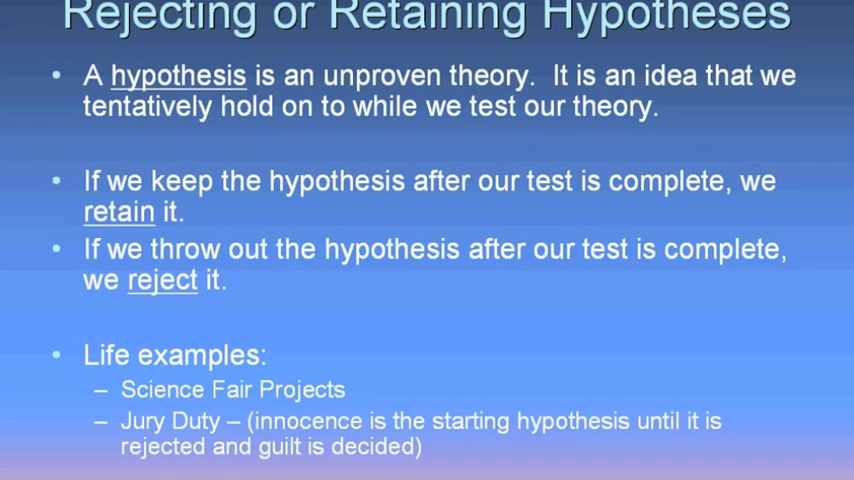 Rejecting or Retaining Hypotheses
• A hypothesis is an unproven theory. It is an idea that we
tentatively hold on to while we test our theory.
• If we keep the hypothesis after our test is complete, we
retain it.
• If we throw out the hypothesis after our test is complete,
we reject it.
• Life examples:
– Science Fair Projects
– Jury Duty – (innocence is the starting hypothesis until it is
rejected and guilt is decided)